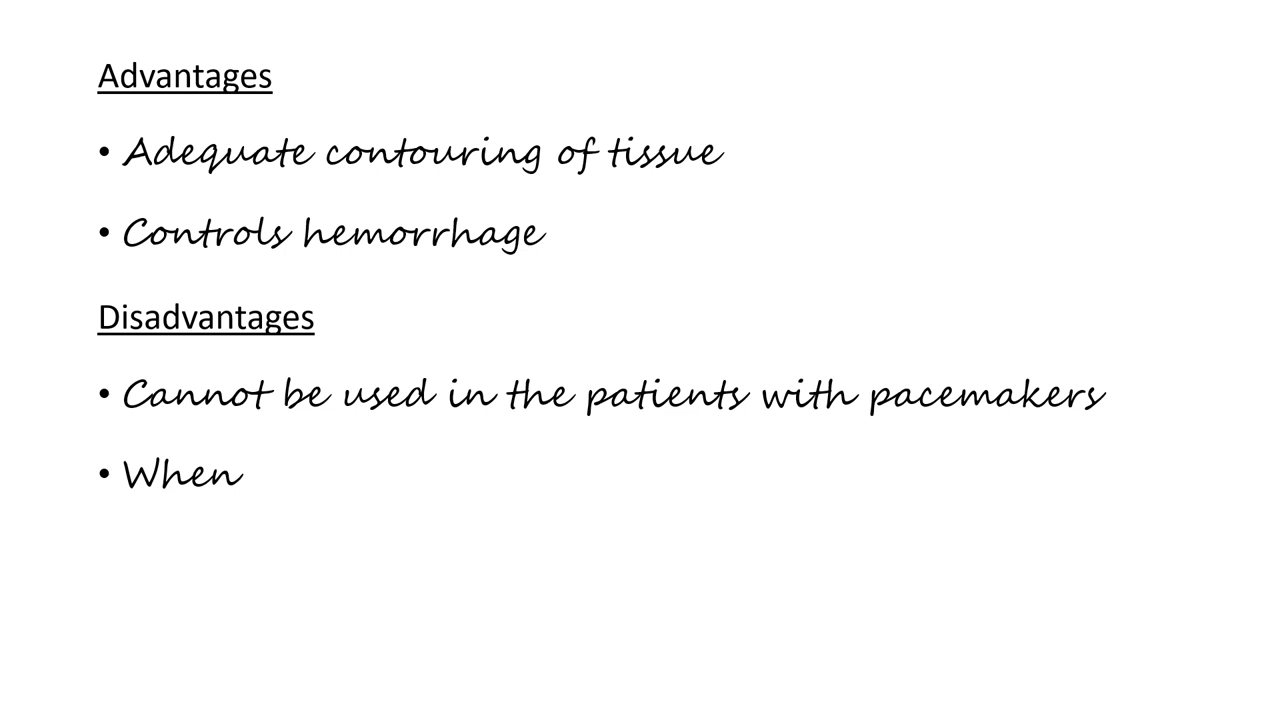 Advantages
• Adequate contouring of tissue
• Controls hemorrhage
Disadvantages
• Cannot be used in the patients with pacemakers
• When